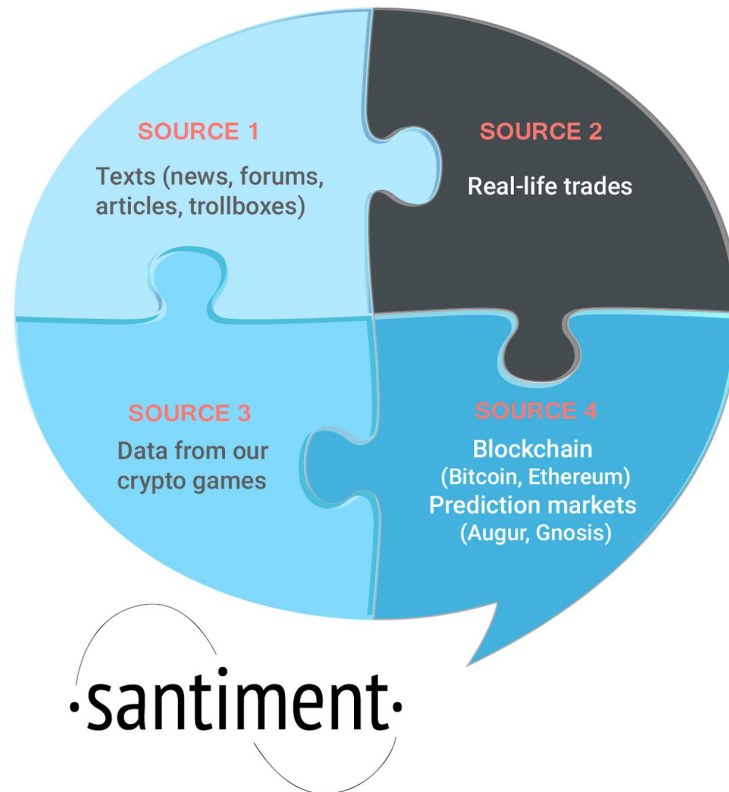 SOURCE 1
Texts (news, forums,
articles, trollboxes)
SOURCE 2
Real-life trades
SOURCE 3
Data from our
crypto games
SOURCE 4
Blockchain
(Bitcoin, Ethereum)
Prediction markets
(Augur, Gnosis)
·santiment·